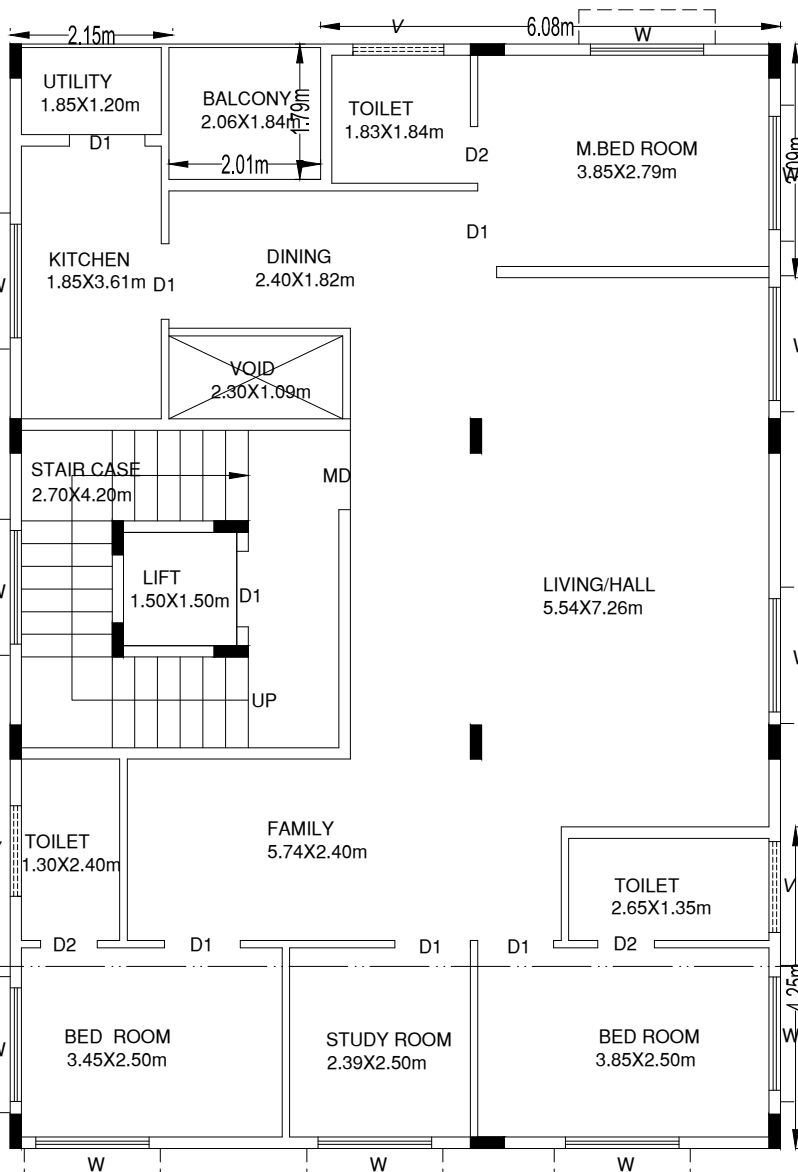 2.15m
V
6.08m
W
UTILITY
1.85X1.20m
BALCONY
2.06X1.84m
1.79m
TOILET
1.83X1.84m
D1
2.01m
D2
M.BED ROOM
3.85X2.79m
3.09m
W
D1
KITCHEN
1.85X3.61m
D1
DINING
2.40X1.82m
W
W
VOID
2.30X1.09m
STAIR CASE
2.70X4.20m
MD
LIFT
1.50X1.50m
D1
LIVING/HALL
5.54X7.26m
W
W
UP
TOILET
1.30X2.40m
FAMILY
5.74X2.40m
TOILET
2.65X1.35m
V
D2
D1
D1
D1
D2
4.25m
BED ROOM
3.45X2.50m
STUDY ROOM
2.39X2.50m
BED ROOM
3.85X2.50m
W
W
W
W
W